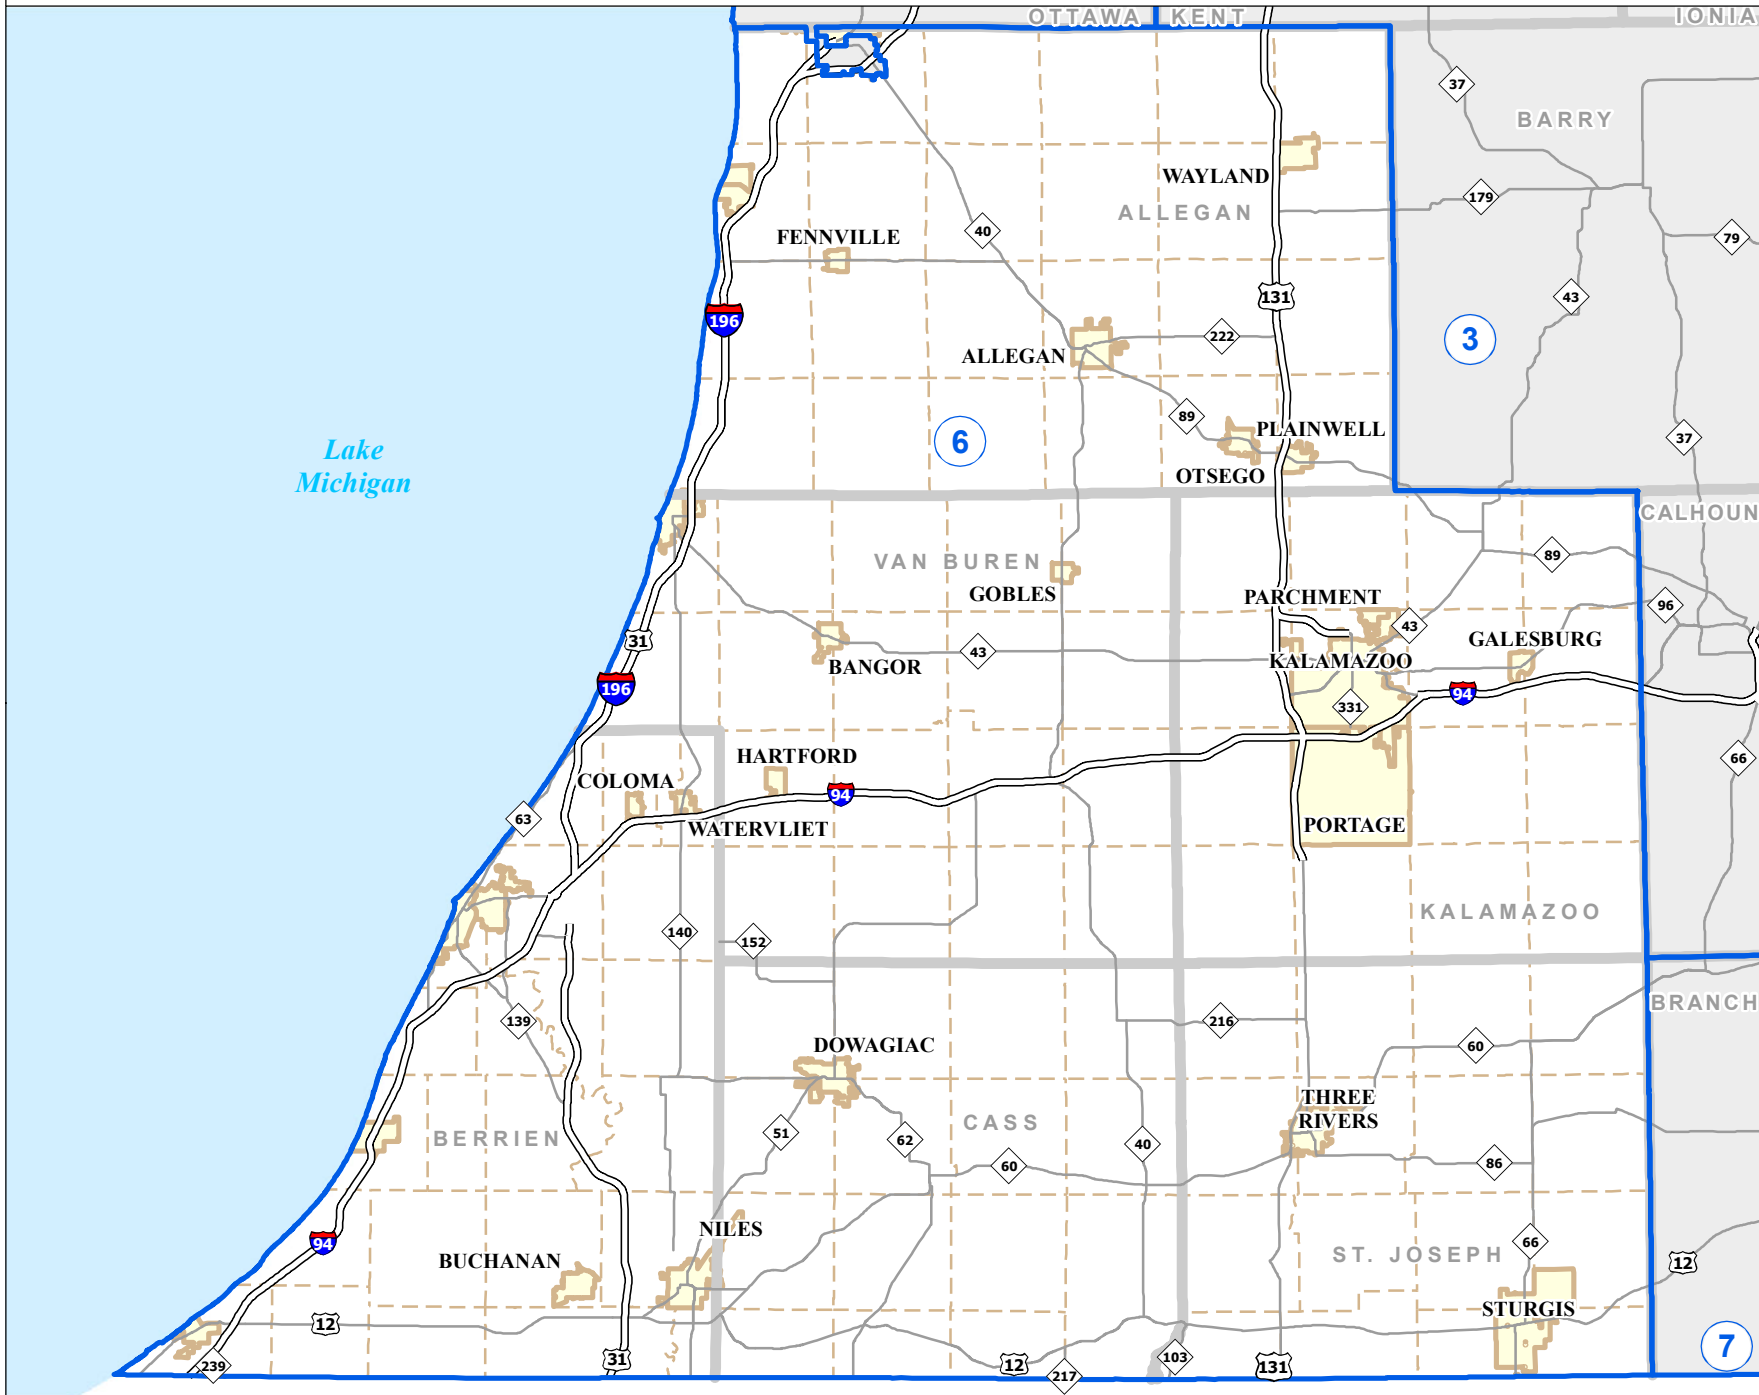 OTTAWA
KENT
IONIA
37
BARRY
WAYLAND
179
ALLEGAN
40
FENNVILLE
79
131
43
196
222
3
ALLEGAN
89
PLAINWELL
6
37
Lake
Michigan
OTSEGO
CALHOUN
VAN BUREN
89
GOBLES
PARCHMENT
96
43
31
GALESBURG
43
BANGOR
KALAMAZOO
196
94
331
HARTFORD
66
COLOMA
94
63
WATERVLIET
PORTAGE
KALAMAZOO
140
152
BRANCH
139
216
DOWAGIAC
60
THREE
RIVERS
CASS
51
62
BERRIEN
40
60
86
NILES
94
66
ST. JOSEPH
BUCHANAN
12
STURGIS
12
7
31
239
12
103
131
217